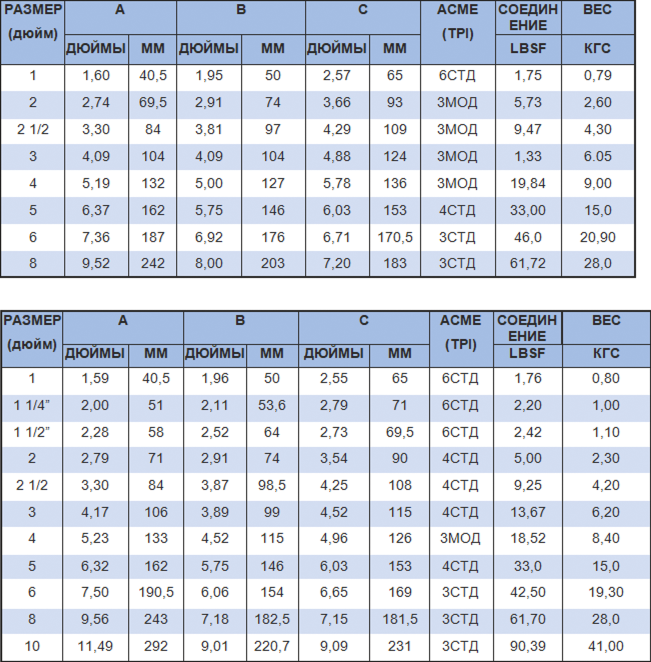 РАЗМЕР A B C АСМЕ СОЕДИН ВЕС
(дюйм) (TPI) ЕНИЕ
ДЮЙМЫ ММ ДЮЙМЫ ММ ДЮЙМЫ ММ LBSF КГС
1 1,60 40,5 1,95 50 2,57 65 6СТД 1,75 0,79
2 2,74 69,5 2,91 74 3,66 93 3МОД 5,73 2,60
2 1/2 3,30 84 3,81 97 4,29 109 3МОД 9,47 4,30
3 4,09 104 4,09 104 4,88 124 3МОД 1,33 6.05
4 5,19 132 5,00 127 5,78 136 3МОД 19,84 9,00
5 6,37 162 5,75 146 6,03 153 4СТД 33,00 15,0
6 7,36 187 6,92 176 6,71 170,5 3СТД 46,0 20,90
8 9,52 242 8,00 203 7,20 183 3СТД 61,72 28,0
РАЗМЕР A B C АСМЕ СОЕДИН ВЕС
(дюйм) (TPI) ЕНИЕ
ДЮЙМЫ ММ ДЮЙМЫ ММ ДЮЙМЫ ММ LBSF КГС
1 1,59 40,5 1,96 50 2,55 65 6СТД 1,76 0,80
1 1/4” 2,00 51 2,11 53,6 2,79 71 6СТД 2,20 1,00
1 1/2” 2,28 58 2,52 64 2,73 69,5 6СТД 2,42 1,10
2 2,79 71 2,91 74 3,54 90 4СТД 5,00 2,30
2 1/2 3,30 84 3,87 98,5 4,25 108 4СТД 9,25 4,20
3 4,17 106 3,89 99 4,52 115 4СТД 13,67 6,20
4 5,23 133 4,52 115 4,96 126 3МОД 18,52 8,40
5 6,32 162 5,75 146 6,03 153 4СТД 33,0 15,0
6 7,50 190,5 6,06 154 6,65 169 3СТД 42,50 19,30
8 9,56 243 7,18 182,5 7,15 181,5 3СТД 61,70 28,0
10 11,49 292 9,01 220,7 9,09 231 3СТД 90,39 41,00